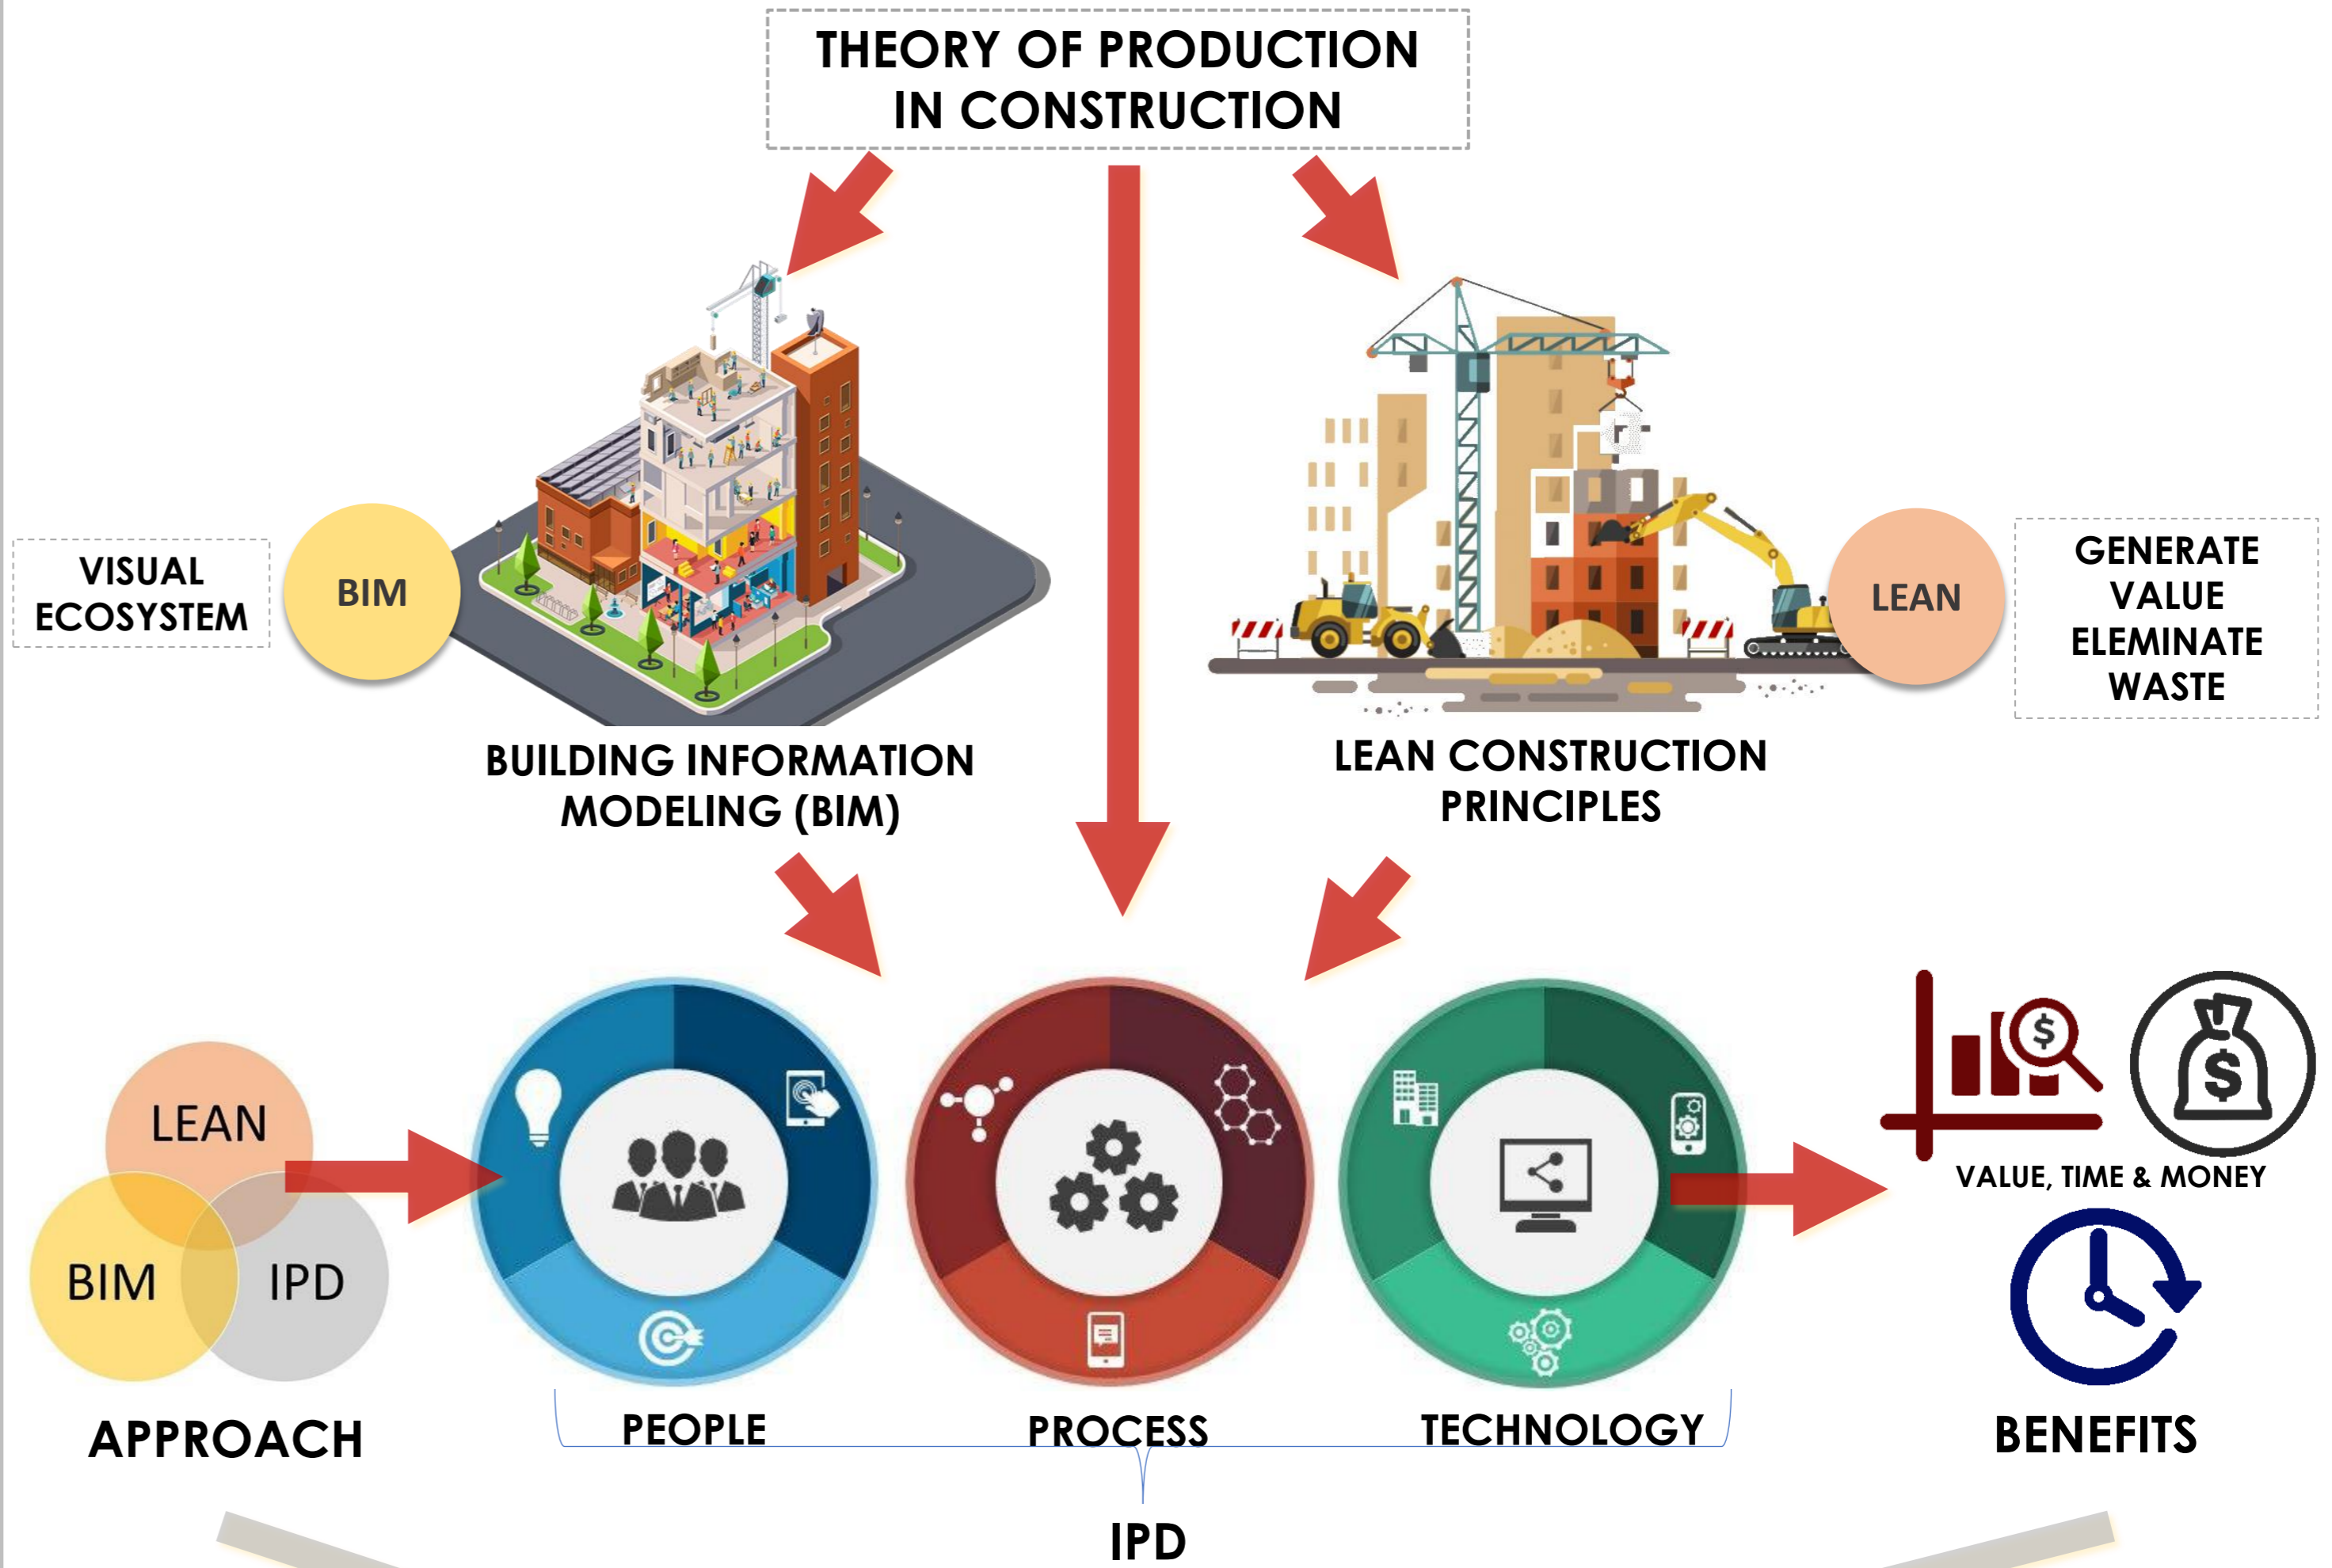 THEORY OF PRODUCTION
IN CONSTRUCTION
VISUAL
ECOSYSTEM
BIM
LEAN
GENERATE
VALUE
ELEMINATE
WASTE
BUILDING INFORMATION
MODELING (BIM)
LEAN CONSTRUCTION
PRINCIPLES
LEAN
BIM
IPD
$
$
VALUE, TIME & MONEY
APPROACH
PEOPLE
PROCESS
TECHNOLOGY
BENEFITS
IPD